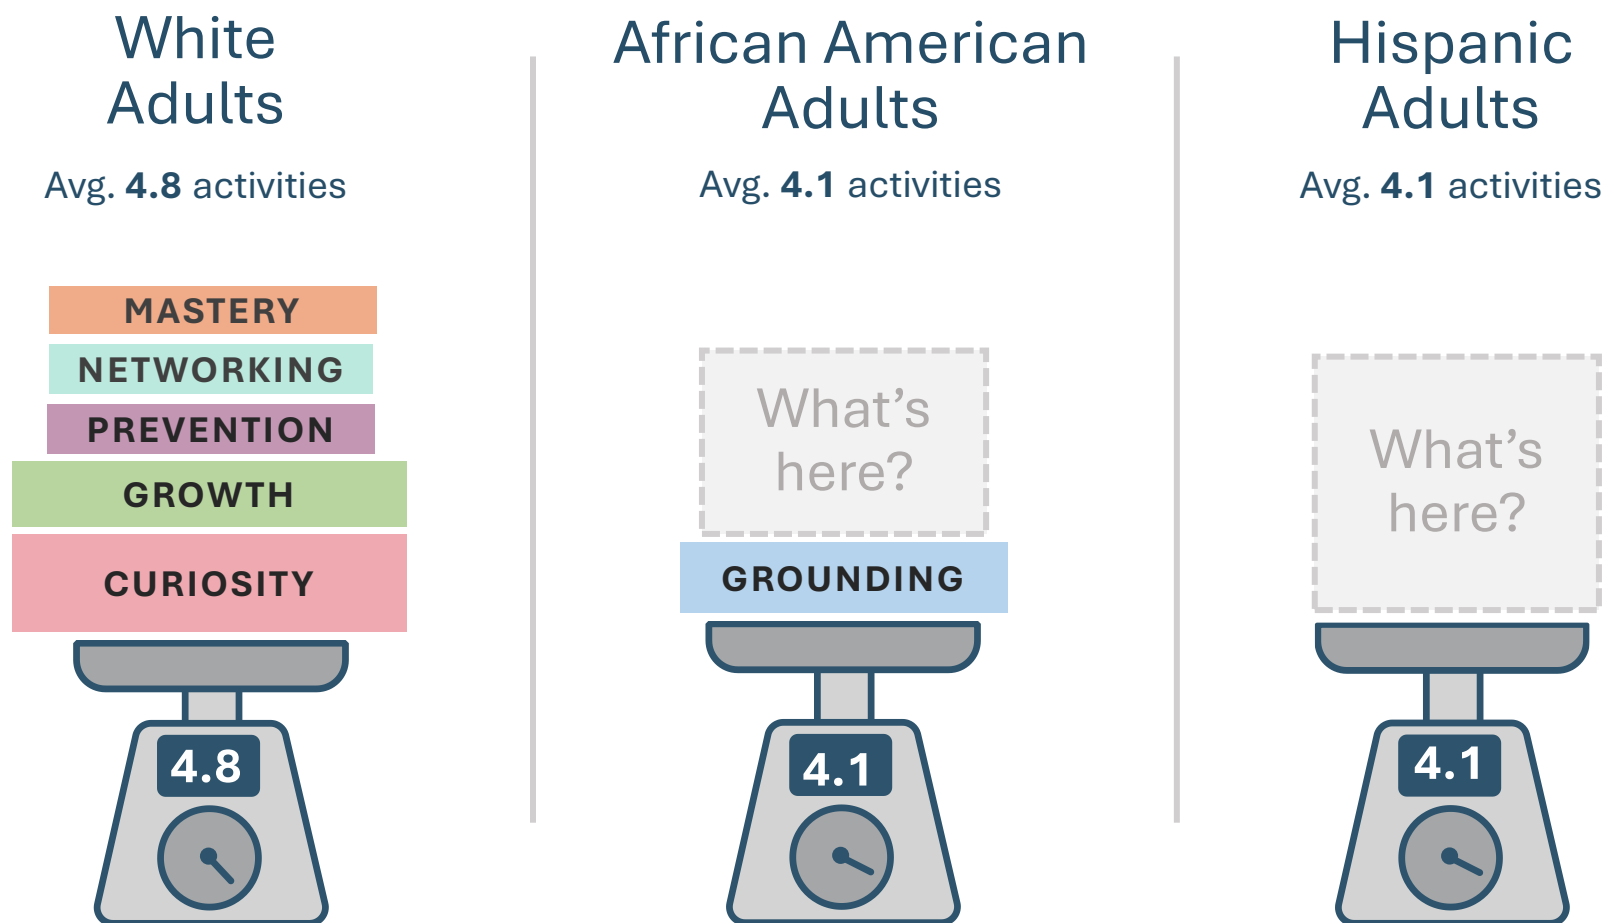 White
Adults
Avg. 4.8 activities
MASTERY
NETWORKING
PREVENTION
GROWTH
CURIOSITY
4.8
African American
Adults
Avg. 4.1 activities
What's
here?
GROUNDING
4.1
Hispanic
Adults
Avg. 4.1 activities
What's
here?
4.1